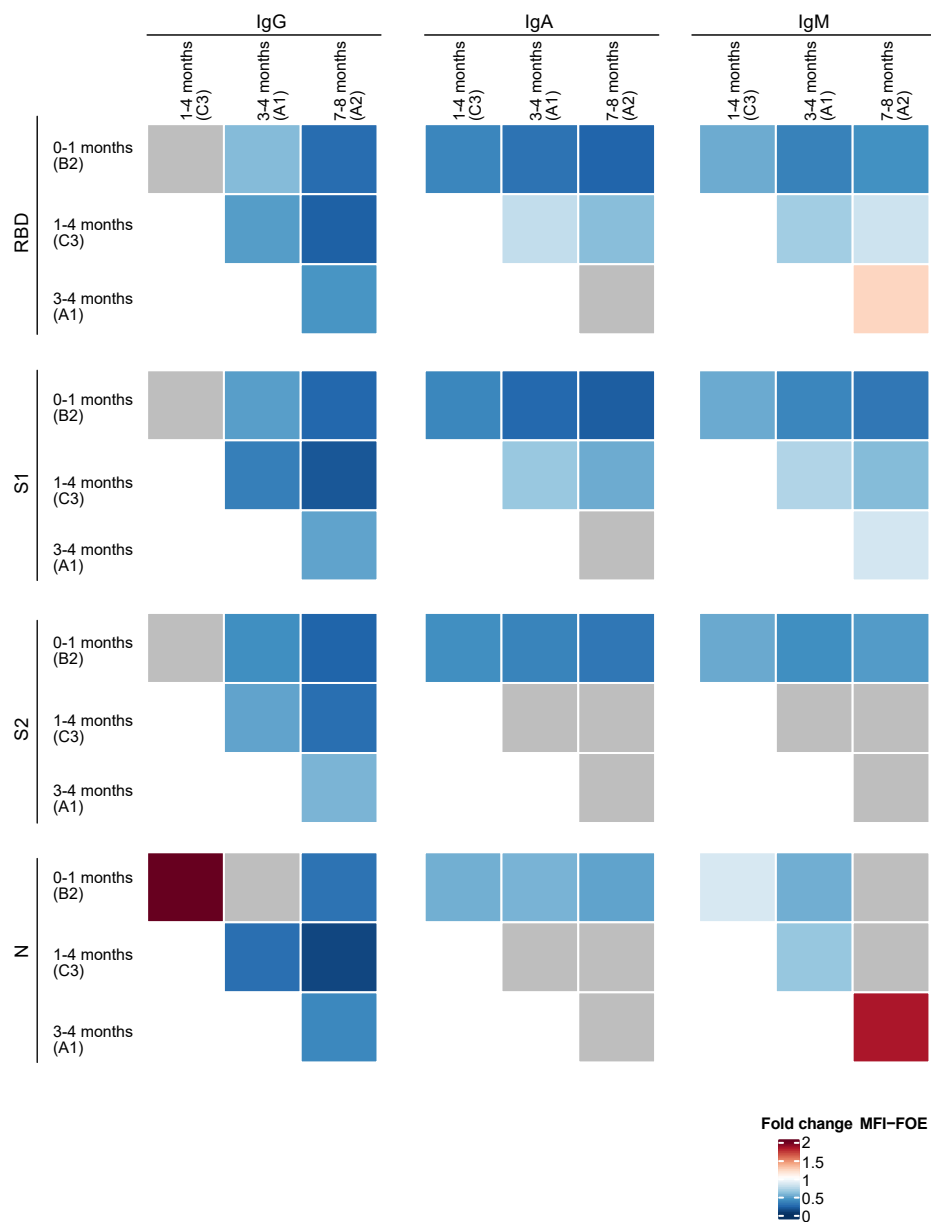 IgG
IgA
IgM
1-4 months
(C3)
3-4 months
(A1)
7-8 months
(A2)
1-4 months
(C3)
3-4 months
(A1)
7-8 months
(A2)
1-4 months
(C3)
3-4 months
(A1)
7-8 months
(A2)
RBD
0-1 months
(B2)
1-4 months
(C3)
3-4 months
(A1)
S1
0-1 months
(B2)
1-4 months
(C3)
3-4 months
(A1)
S2
0-1 months
(B2)
1-4 months
(C3)
3-4 months
(A1)
N
0-1 months
(B2)
1-4 months
(C3)
3-4 months
(A1)
Fold change MFI−FOE
2
1.5
1
0.5
0